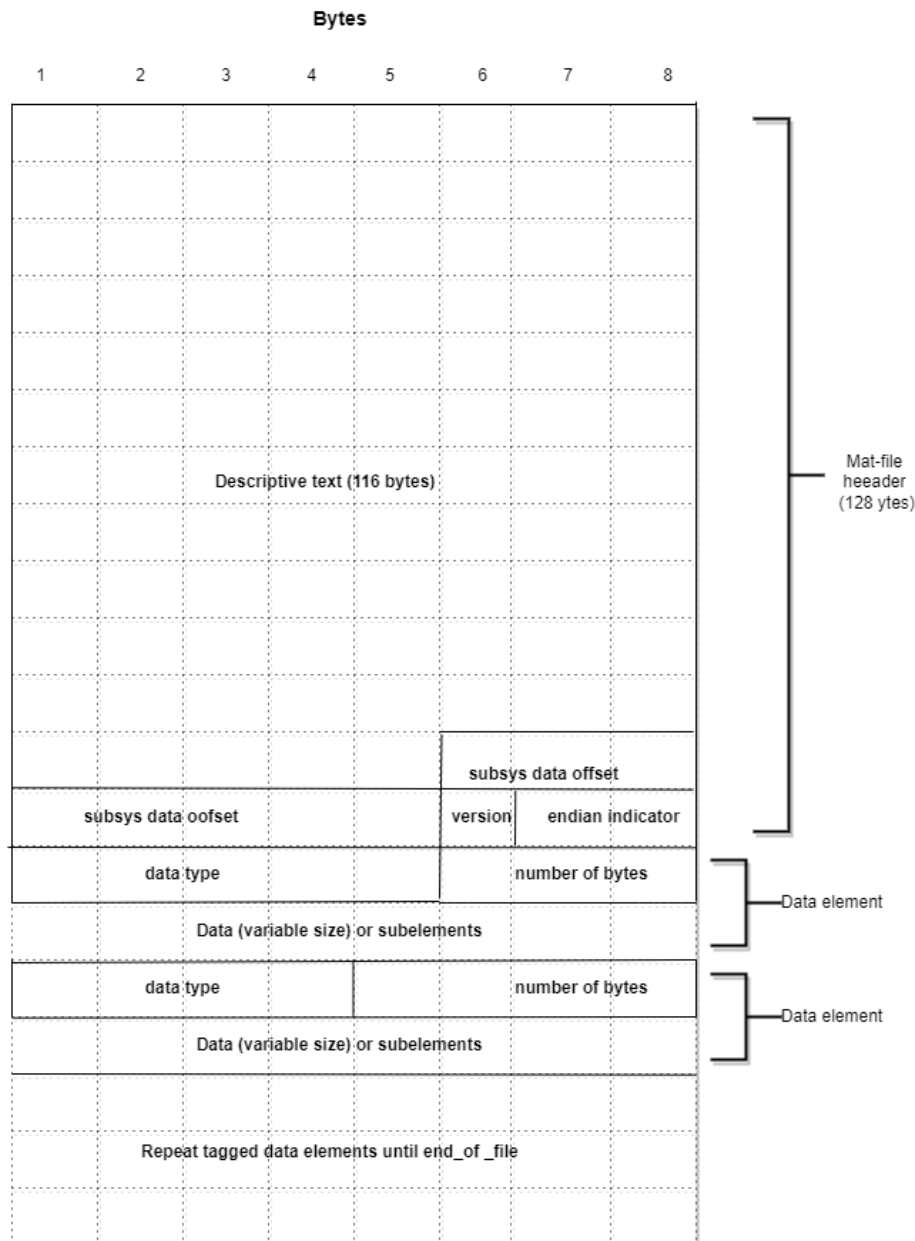 Bytes
1 2 3 4 5 6 7 8
Descriptive text (116 bytes)
Mat-file
heeader
(128 ytes)
subsys data offset
subsys data oofset
version
endian indicator
data type
number of bytes
Data element
Data (variable size) or subelements
data type
number of bytes
Data element
Data (variable size) or subelements
Repeat tagged data elements until end_of _file